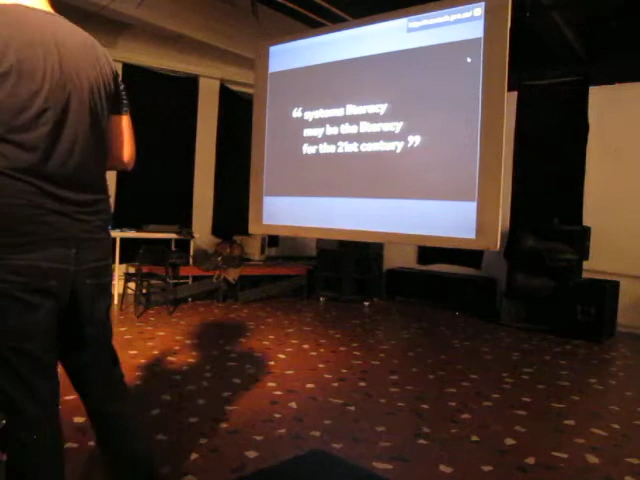 “ systems literacy
may be the literacy
for the 21st century ”